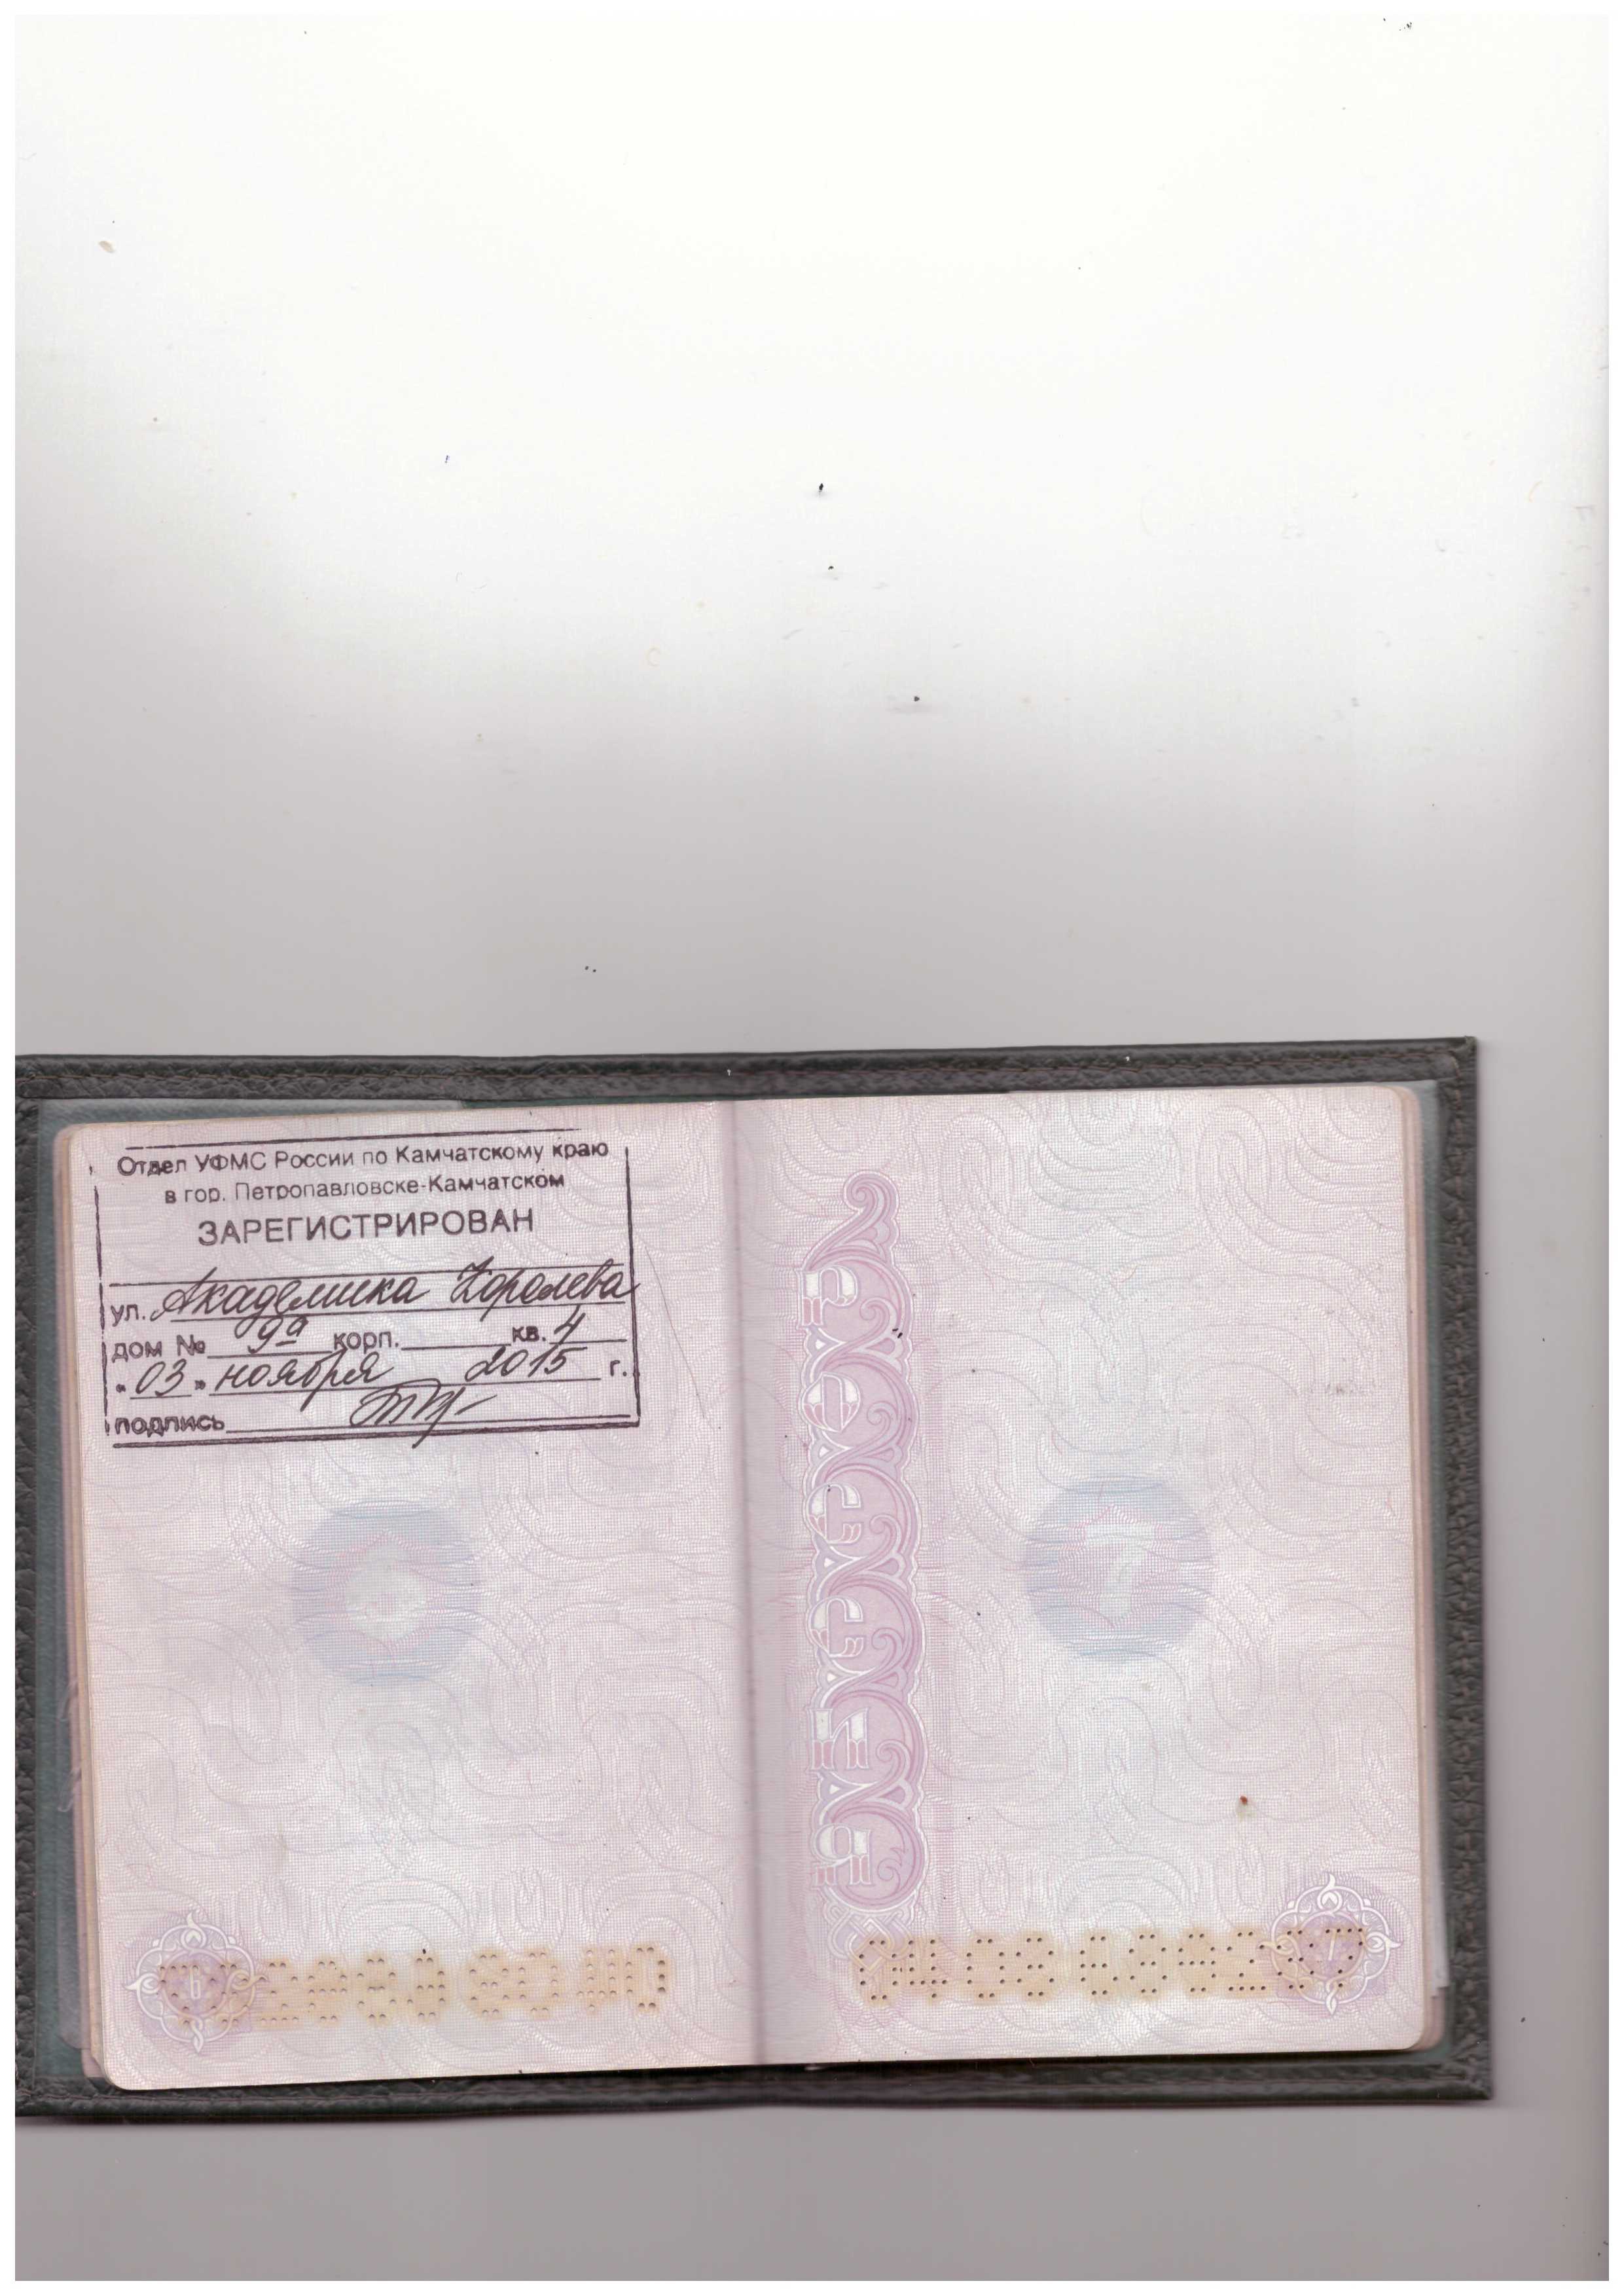 Отдел УФМС России по Камчатскому краю
в гор. Петропавловске-Камчатском
ЗАРЕГИСТРИРОВАН
ул. Академика Королева
дом № 9а корп. кв. 4
"03" ноября 2015 г.
подпись
РОССИЯ
7
6
7